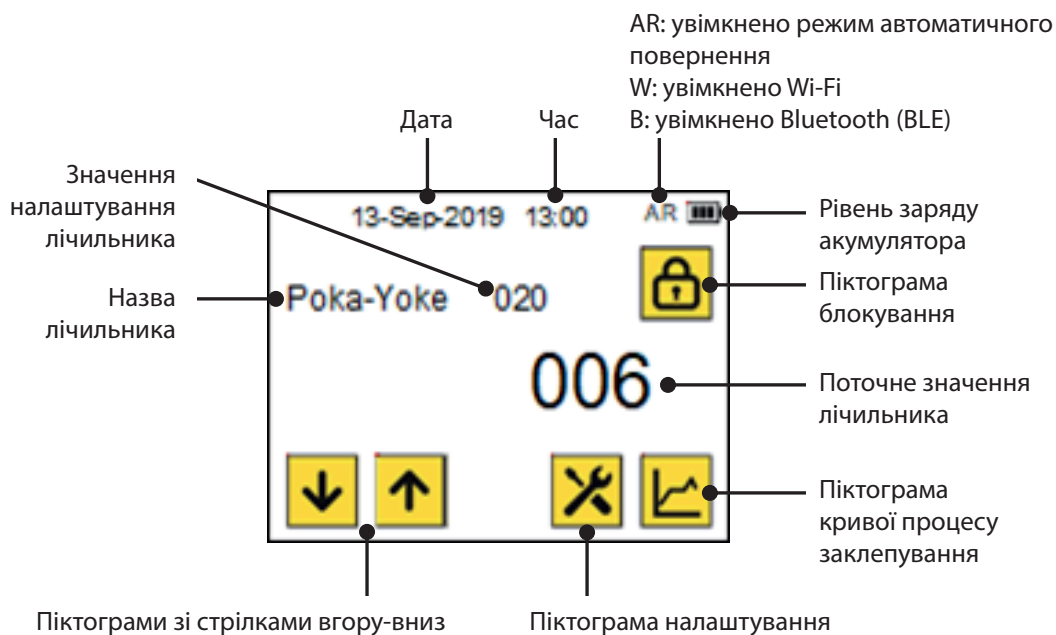 AR: увімкнено режим автоматичного
повернення
W: увімкнено Wi-Fi
B: увімкнено Bluetooth (BLE)
Дата
Час
Значення
налаштування
лічильника
Назва
лічильника
13-Sep-2019 13:00 AR
Poka-Yoke 020
006
Рівень заряду
акумулятора
Піктограма
блокування
Поточне значення
лічильника
Піктограма
кривої процесу
заклепування
Піктограми зі стрілками вгору-вниз
Піктограма налаштування